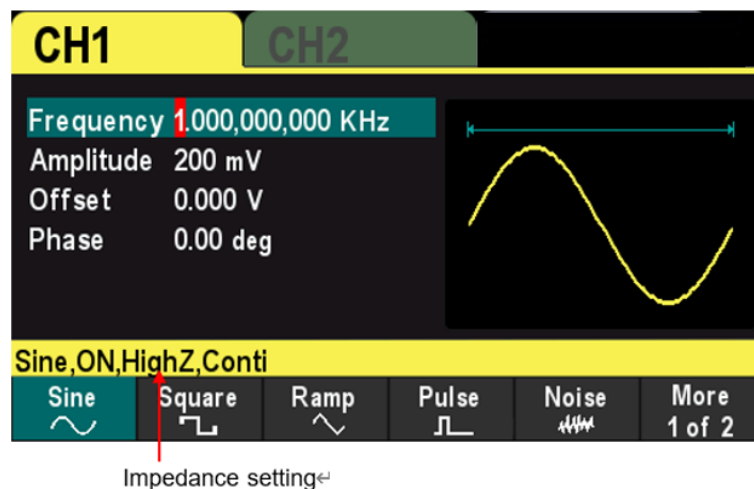 CH1 CH2
Frequency 1.000,000,000 KHz
Amplitude 200 mV
Offset 0.000 V
Phase 0.00 deg
Sine,ON,HighZ,Conti
Sine Square Ramp Pulse Noise More
1 of 2
Impedance setting↵